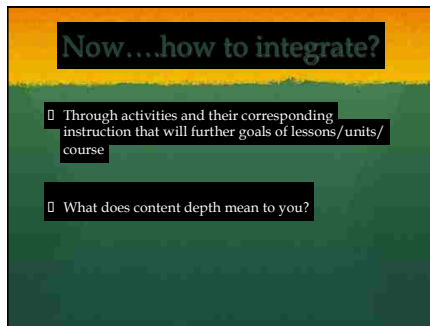 Now….how to integrate?
▯ Through activities and their corresponding
instruction that will further goals of lessons/units/
course
▯ What does content depth mean to you?